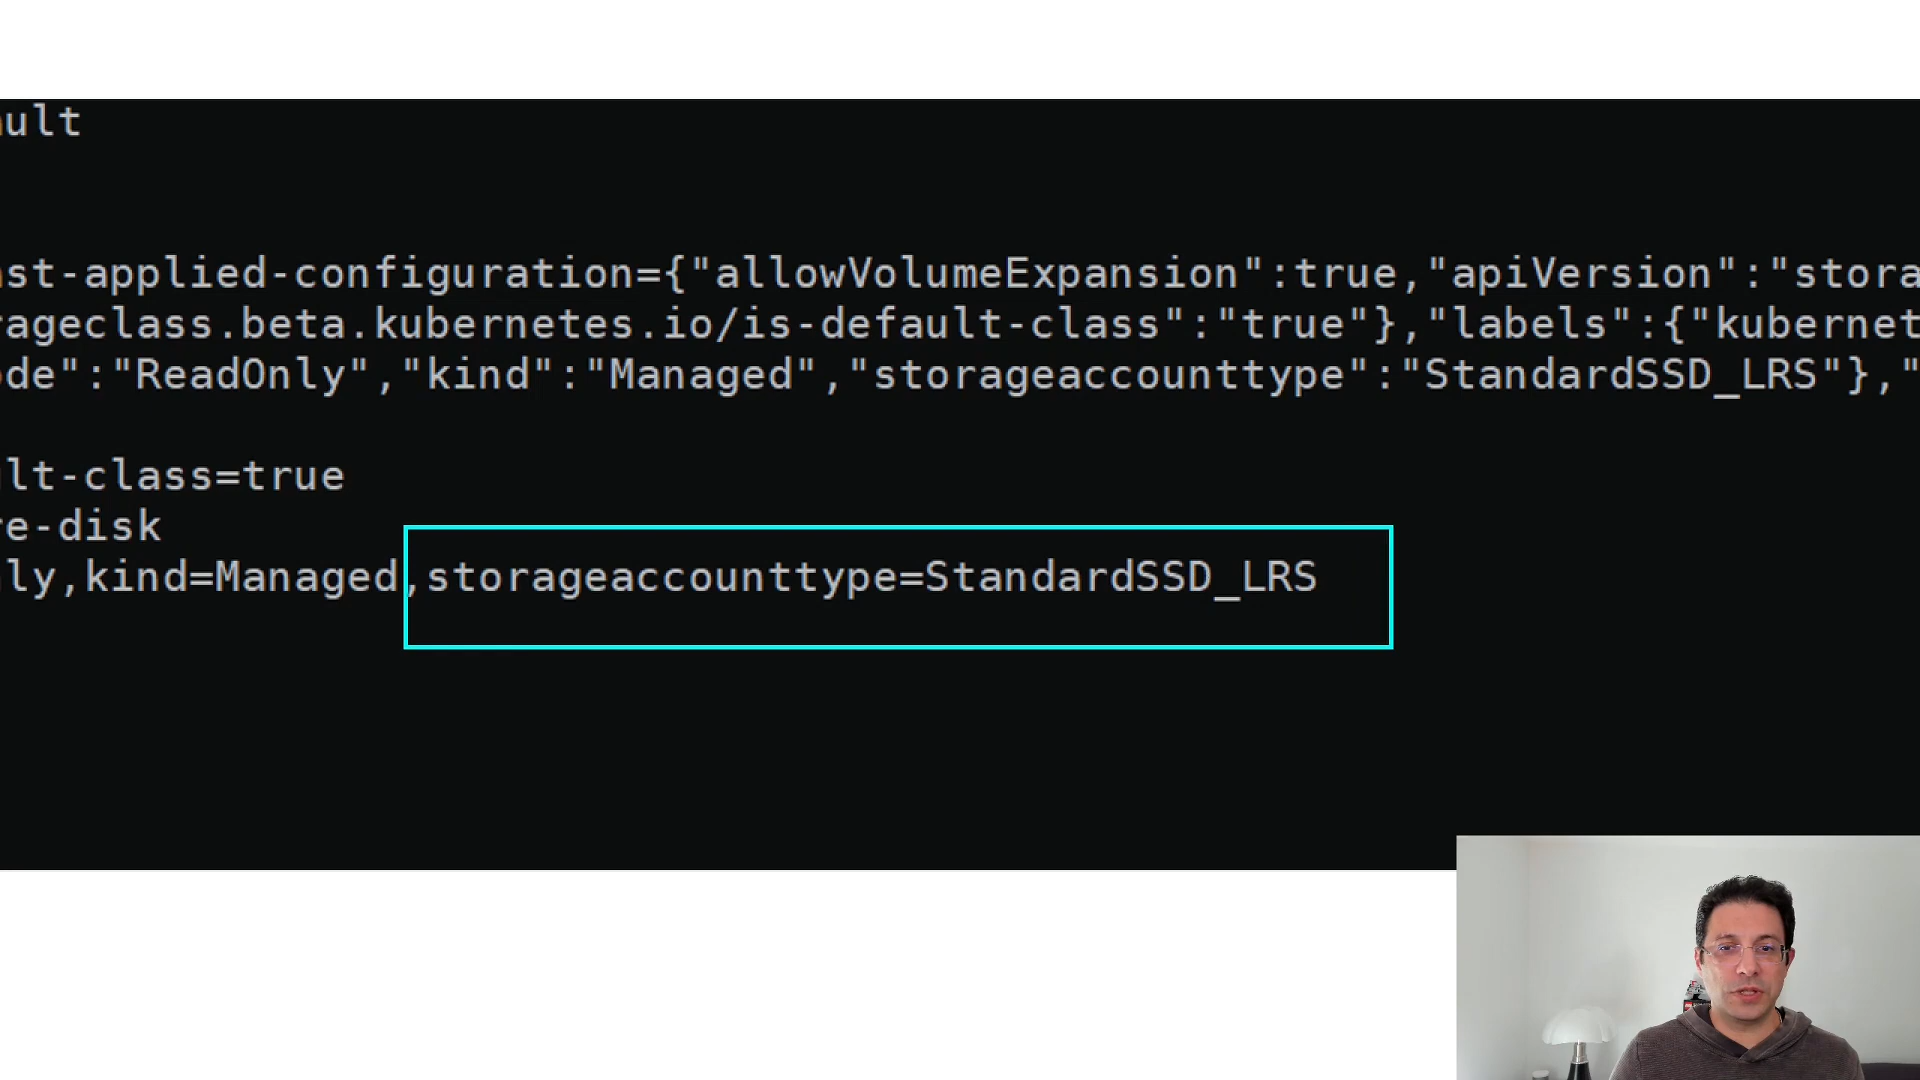 ault
st-applied-configuration={"allowVolumeExpansion":true,"apiVersion":"stora
rageclass.beta.kubernetes.io/is-default-class":"true"},"labels":{"kubernet
ode":"ReadOnly","kind":"Managed","storageaccounttype":"StandardSSD_LRS"},"
lt-class=true
re-disk
ly,kind=Managed,storageaccounttype=StandardSSD_LRS